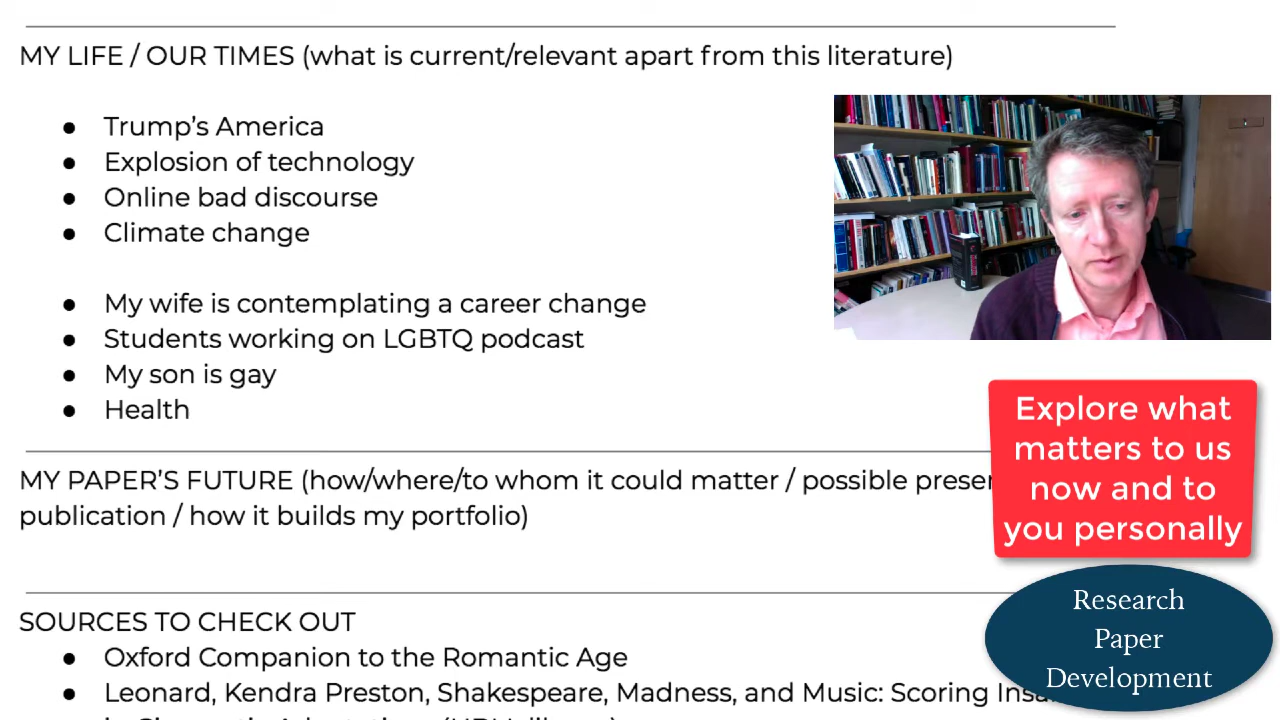 MY LIFE / OUR TIMES (what is current/relevant apart from this literature)
● Trump's America
● Explosion of technology
● Online bad discourse
● Climate change
● My wife is contemplating a career change
● Students working on LGBTQ podcast
● My son is gay
● Health
MY PAPER'S FUTURE (how/where/to whom it could matter / possible
publication / how it builds my portfolio)
SOURCES TO CHECK OUT
● Oxford Companion to the Romantic Age
● Leonard, Kendra Preston, Shakespeare, Madness, and Music: Scoring
Explore what
matters to us
now and to
you personally
Research
Paper
Development